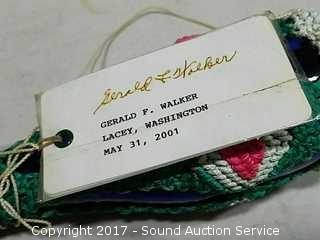 Gerald F Walker
GERALD F. WALKER
LACEY, WASHINGTON
MAY 31, 2001
Copyright 2017 - Sound Auction Service